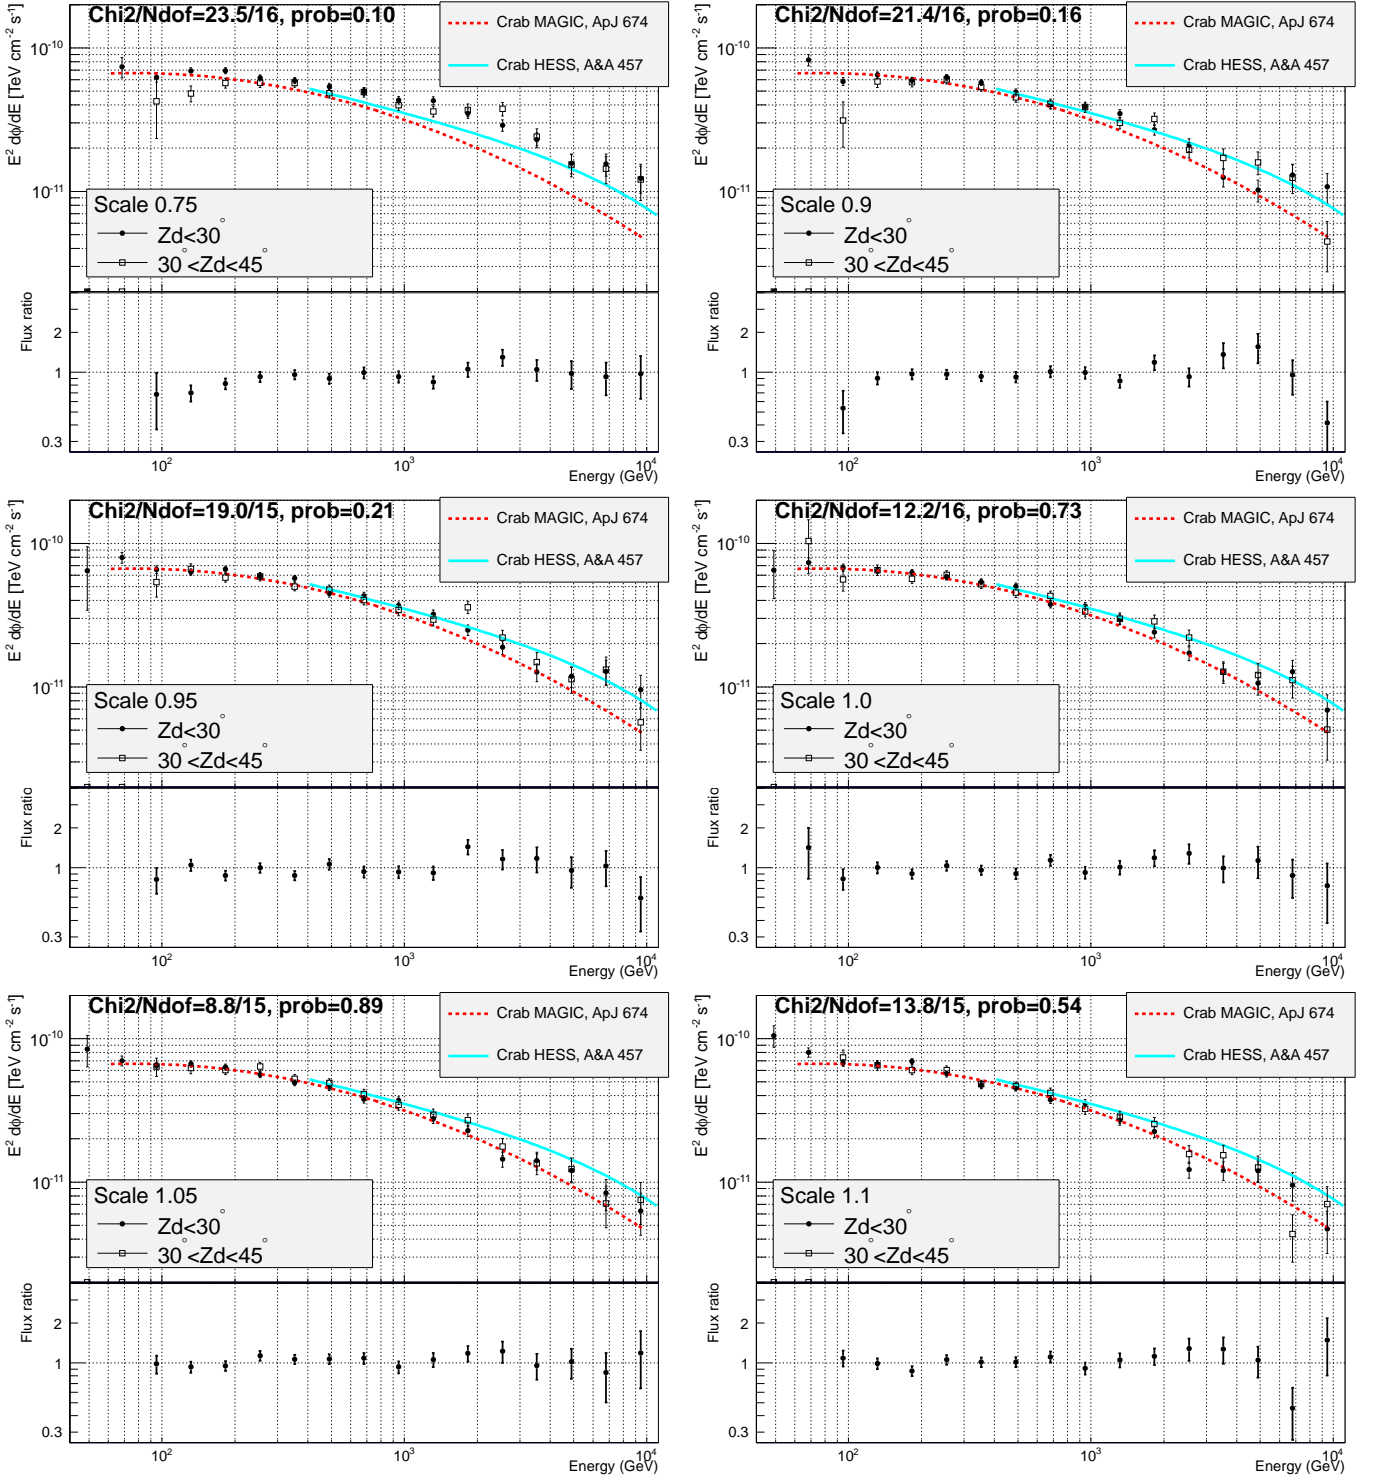 Chi2/Ndof=23.5/16, prob=0.10
Crab MAGIC, ApJ 674
Crab HESS, A&A 457
E² dφ/dE [TeV cm⁻² s⁻¹]
10⁻¹⁰
10⁻¹¹
Scale 0.75
Zd<30°
30°<Zd<45°
Flux ratio
2
1
0.3
10²
10³
10⁴
Energy (GeV)
Chi2/Ndof=21.4/16, prob=0.16
Crab MAGIC, ApJ 674
Crab HESS, A&A 457
E² dφ/dE [TeV cm⁻² s⁻¹]
10⁻¹⁰
10⁻¹¹
Scale 0.9
Zd<30°
30°<Zd<45°
Flux ratio
2
1
0.3
10²
10³
10⁴
Energy (GeV)
Chi2/Ndof=19.0/15, prob=0.21
Crab MAGIC, ApJ 674
Crab HESS, A&A 457
E² dφ/dE [TeV cm⁻² s⁻¹]
10⁻¹⁰
10⁻¹¹
Scale 0.95
Zd<30°
30°<Zd<45°
Flux ratio
2
1
0.3
10²
10³
10⁴
Energy (GeV)
Chi2/Ndof=12.2/16, prob=0.73
Crab MAGIC, ApJ 674
Crab HESS, A&A 457
E² dφ/dE [TeV cm⁻² s⁻¹]
10⁻¹⁰
10⁻¹¹
Scale 1.0
Zd<30°
30°<Zd<45°
Flux ratio
2
1
0.3
10²
10³
10⁴
Energy (GeV)
Chi2/Ndof=8.8/15, prob=0.89
Crab MAGIC, ApJ 674
Crab HESS, A&A 457
E² dφ/dE [TeV cm⁻² s⁻¹]
10⁻¹⁰
10⁻¹¹
Scale 1.05
Zd<30°
30°<Zd<45°
Flux ratio
2
1
0.3
10²
10³
10⁴
Energy (GeV)
Chi2/Ndof=13.8/15, prob=0.54
Crab MAGIC, ApJ 674
Crab HESS, A&A 457
E² dφ/dE [TeV cm⁻² s⁻¹]
10⁻¹⁰
10⁻¹¹
Scale 1.1
Zd<30°
30°<Zd<45°
Flux ratio
2
1
0.3
10²
10³
10⁴
Energy (GeV)